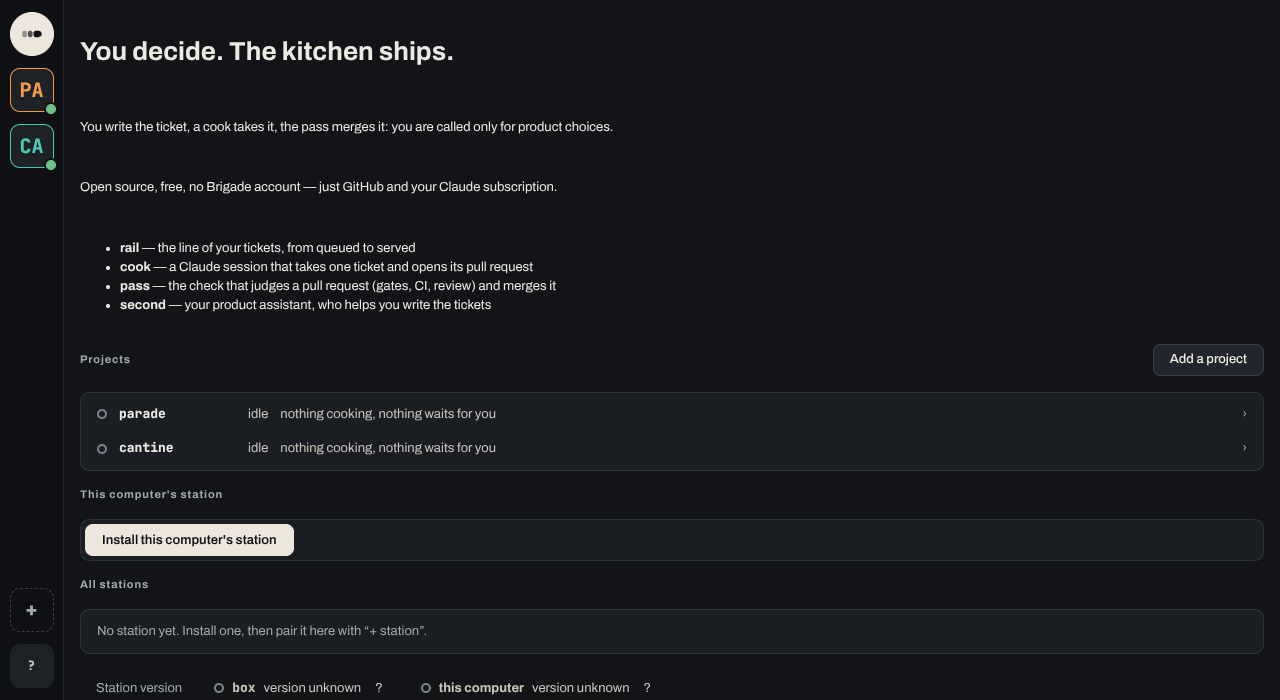 PA
CA
+
?
You decide. The kitchen ships.
You write the ticket, a cook takes it, the pass merges it: you are called only for product choices.
Open source, free, no Brigade account — just GitHub and your Claude subscription.
• rail — the line of your tickets, from queued to served
• cook — a Claude session that takes one ticket and opens its pull request
• pass — the check that judges a pull request (gates, CI, review) and merges it
• second — your product assistant, who helps you write the tickets
Projects
Add a project
parade idle nothing cooking, nothing waits for you ›
cantine idle nothing cooking, nothing waits for you ›
This computer's station
Install this computer's station
All stations
No station yet. Install one, then pair it here with “+ station”.
Station version box version unknown ? this computer version unknown ?